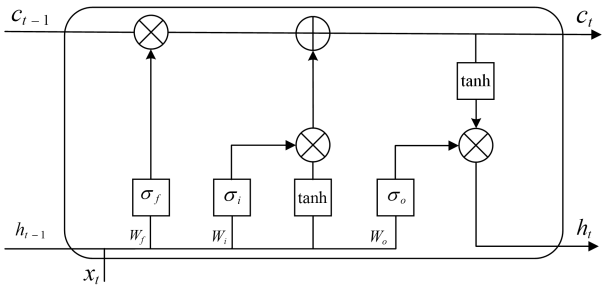 c_{t-1} c_t
tanh
σ_f σ_i tanh σ_o
h_{t-1} W_f W_i W_o h_t
x_t